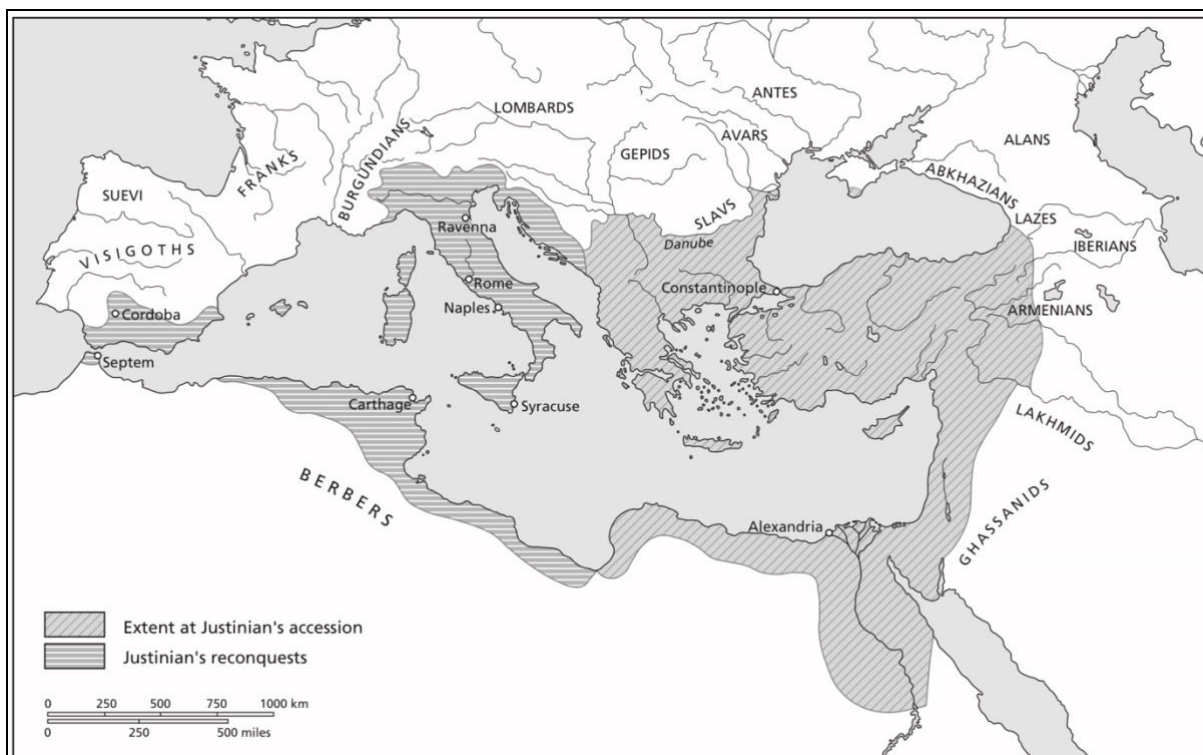 ANTES
LOMBARDS
AVARS
ALANS
GEPIDS
BURGUNDIANS
FRANKS
SUEVI
ABKHAZIANS
SLAVS
LAZES
Ravenna
VISIGOTHS
Danube
IBERIANS
Rome
Constantinople
Naples
ARMENIANS
Cordoba
Septem
Carthage
Syracuse
LAKHMIDS
BERBERS
Alexandria
GHASSANIDS
Extent at Justinian's accession
Justinian's reconquests
0 250 500 750 1000 km
0 250 500 miles